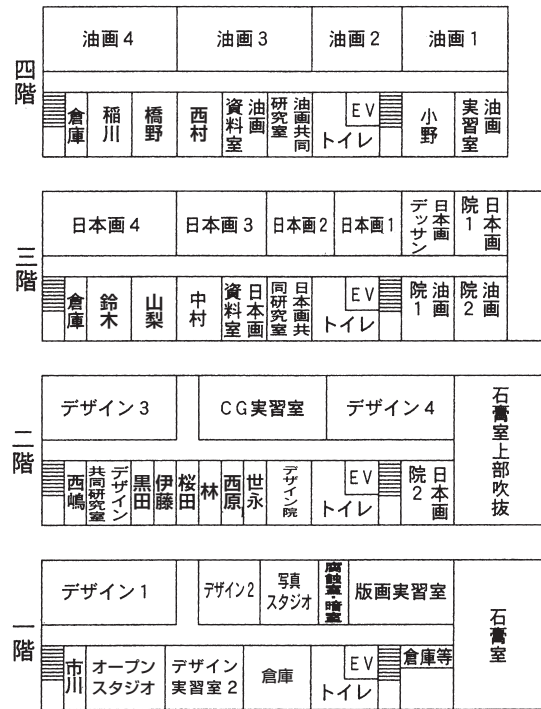 四階
油画4
油画3
油画2
油画1
倉庫
稲川
橋野
西村
油画
資料室
油画共同
研究室
EV
トイレ
小野
油画
実習室
三階
日本画4
日本画3
日本画2
日本画1
日本画
デッサン
日本画
院1
倉庫
鈴木
山梨
中村
日本画
資料室
日本画共
同研究室
EV
トイレ
油画
院1
油画
院2
二階
デザイン3
CG実習室
デザイン4
石膏室上部吹抜
西嶋
デザイン
共同研究室
黒田
伊藤
桜田
林
西原
世永
デザイン院
EV
トイレ
日本画
院2
一階
デザイン1
デザイン2
写真
スタジオ
腐蝕室・暗室
版画実習室
石膏室
市川
オープン
スタジオ
デザイン
実習室2
倉庫
EV
トイレ
倉庫等